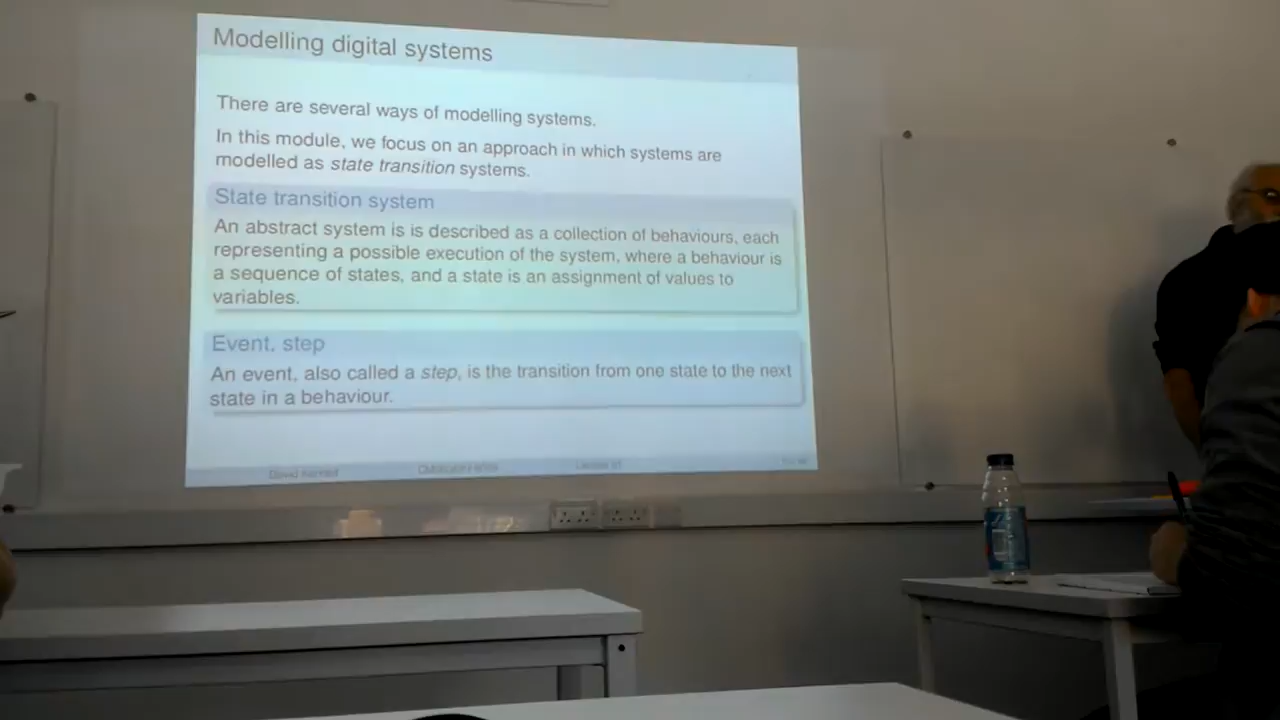 Modelling digital systems
There are several ways of modelling systems.
In this module, we focus on an approach in which systems are
modelled as state transition systems.
State transition system
An abstract system is is described as a collection of behaviours, each
representing a possible execution of the system, where a behaviour is
a sequence of states, and a state is an assignment of values to
variables.
Event, step
An event, also called a step, is the transition from one state to the next
state in a behaviour.